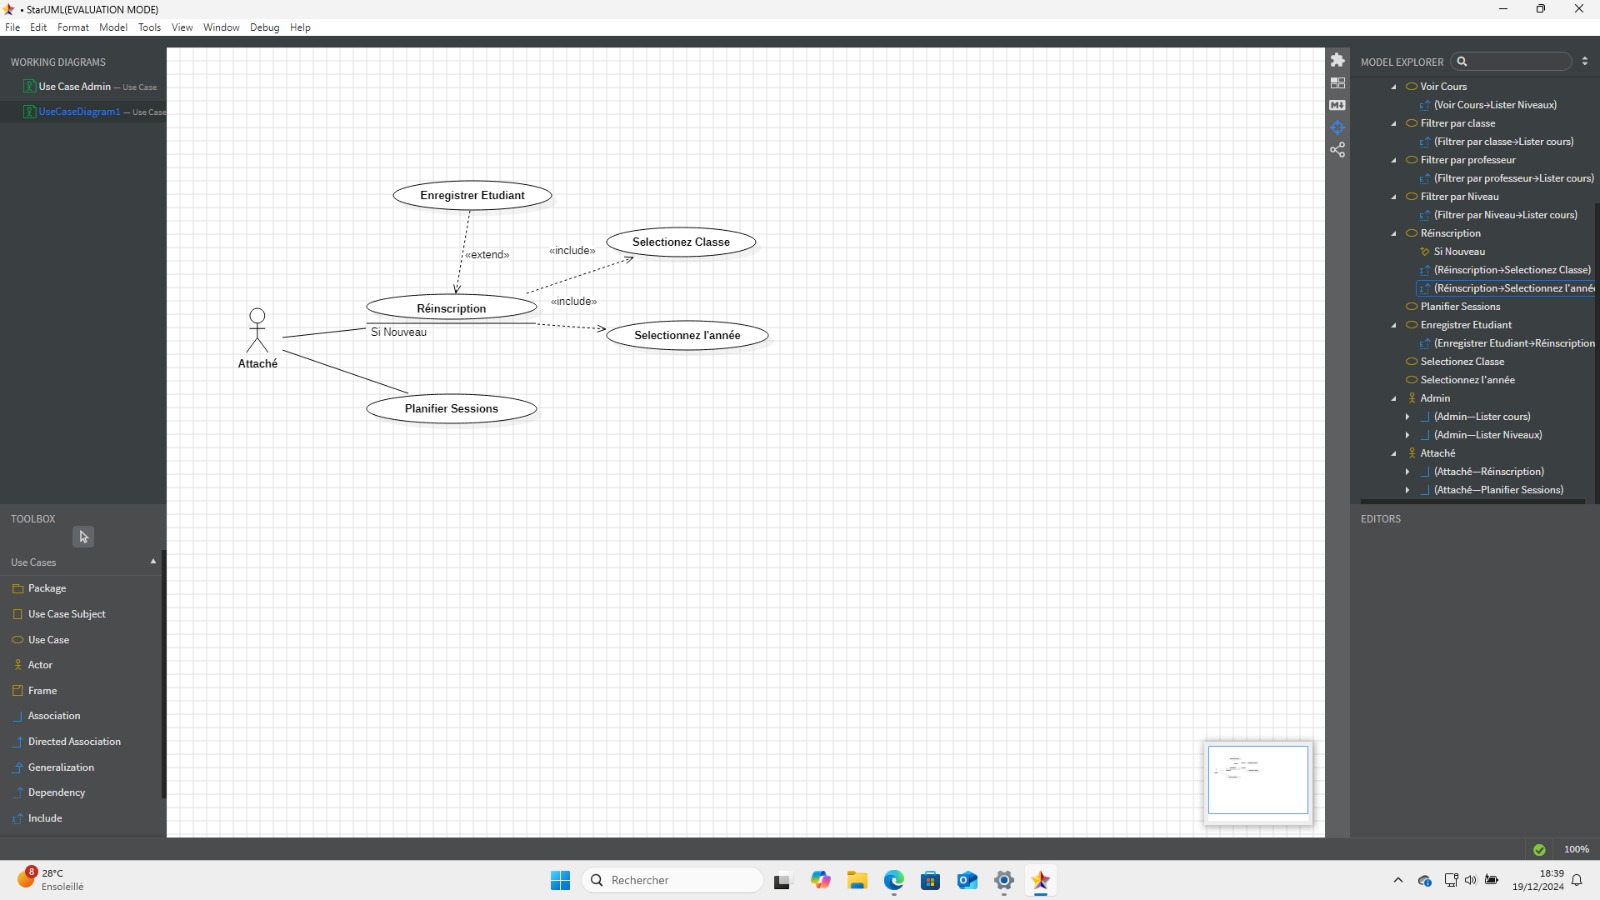 • StarUML(EVALUATION MODE)
File Edit Format Model Tools View Window Debug Help
WORKING DIAGRAMS
Use Case Admin — Use Case
UseCaseDiagram1 — Use Case
TOOLBOX
Use Cases
Package
Use Case Subject
Use Case
Actor
Frame
Association
Directed Association
Generalization
Dependency
Include
Enregistrer Etudiant
«extend»
«include»
Selectionez Classe
Réinscription
«include»
Si Nouveau
Selectionnez l'année
Attaché
Planifier Sessions
MODEL EXPLORER
Voir Cours
(Voir Cours→Lister Niveaux)
Filtrer par classe
(Filtrer par classe→Lister cours)
Filtrer par professeur
(Filtrer par professeur→Lister cours)
Filtrer par Niveau
(Filtrer par Niveau→Lister cours)
Réinscription
Si Nouveau
(Réinscription→Selectionez Classe)
(Réinscription→Selectionnez l'anné
Planifier Sessions
Enregistrer Etudiant
(Enregistrer Etudiant→Réinscription
Selectionez Classe
Selectionnez l'année
Admin
(Admin—Lister cours)
(Admin—Lister Niveaux)
Attaché
(Attaché—Réinscription)
(Attaché—Planifier Sessions)
EDITORS
100%
8
28°C
Ensoleillé
Rechercher
18:39
19/12/2024